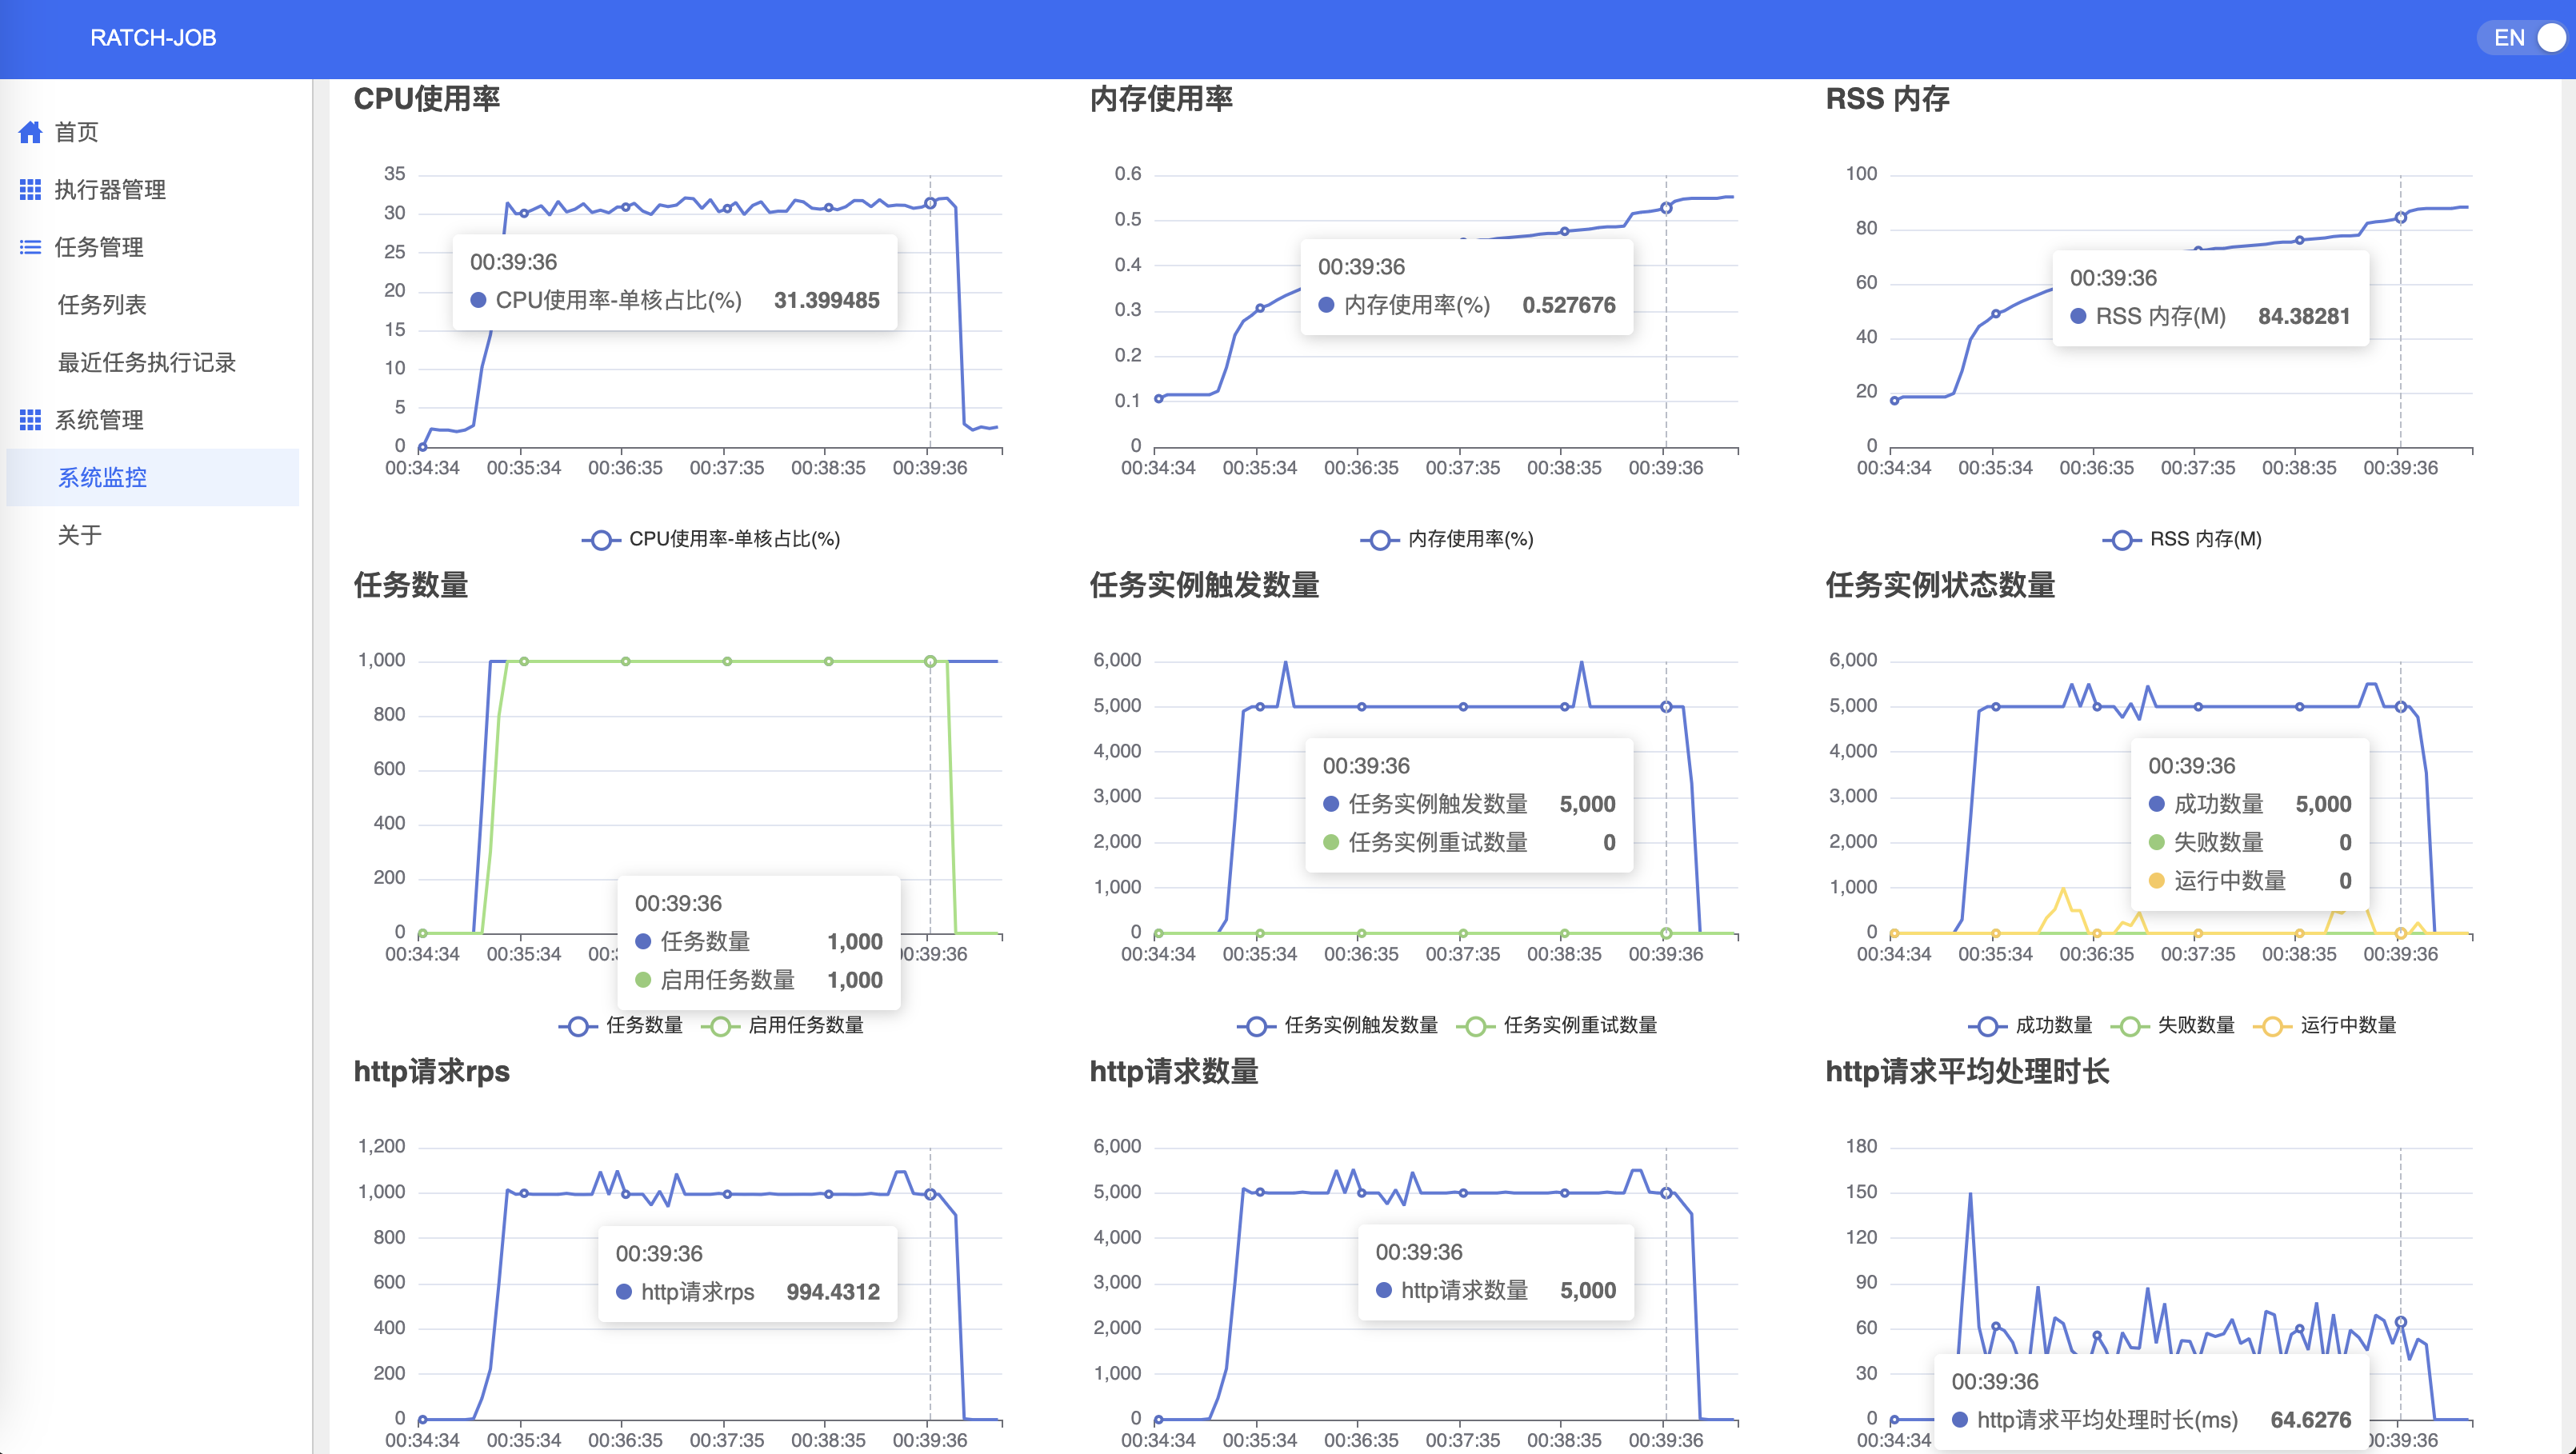 RATCH-JOB
EN
首页
执行器管理
任务管理
任务列表
最近任务执行记录
系统管理
系统监控
关于
CPU使用率
35
30
25
20
15
10
5
0
00:34:34 00:35:34 00:36:35 00:37:35 00:38:35 00:39:36
00:39:36
CPU使用率-单核占比(%) 31.399485
CPU使用率-单核占比(%)
内存使用率
0.6
0.5
0.4
0.3
0.2
0.1
0
00:34:34 00:35:34 00:36:35 00:37:35 00:38:35 00:39:36
00:39:36
内存使用率(%) 0.527676
内存使用率(%)
RSS 内存
100
80
60
40
20
0
00:34:34 00:35:34 00:36:35 00:37:35 00:38:35 00:39:36
00:39:36
RSS 内存(M) 84.38281
RSS 内存(M)
任务数量
1,000
800
600
400
200
0
00:34:34 00:35:34 00:39:36
00:39:36
任务数量 1,000
启用任务数量 1,000
任务数量 启用任务数量
任务实例触发数量
6,000
5,000
4,000
3,000
2,000
1,000
0
00:34:34 00:35:34 00:36:35 00:37:35 00:38:35 00:39:36
00:39:36
任务实例触发数量 5,000
任务实例重试数量 0
任务实例触发数量 任务实例重试数量
任务实例状态数量
6,000
5,000
4,000
3,000
2,000
1,000
0
00:34:34 00:35:34 00:36:35 00:37:35 00:38:35 00:39:36
00:39:36
成功数量 5,000
失败数量 0
运行中数量 0
成功数量 失败数量 运行中数量
http请求rps
1,200
1,000
800
600
400
200
0
00:34:34 00:35:34 00:36:35 00:37:35 00:38:35 00:39:36
00:39:36
http请求rps 994.4312
http请求数量
6,000
5,000
4,000
3,000
2,000
1,000
0
00:34:34 00:35:34 00:36:35 00:37:35 00:38:35 00:39:36
00:39:36
http请求数量 5,000
http请求平均处理时长
180
150
120
90
60
30
0
00:34:34 00:39:36
00:39:36
http请求平均处理时长(ms) 64.6276